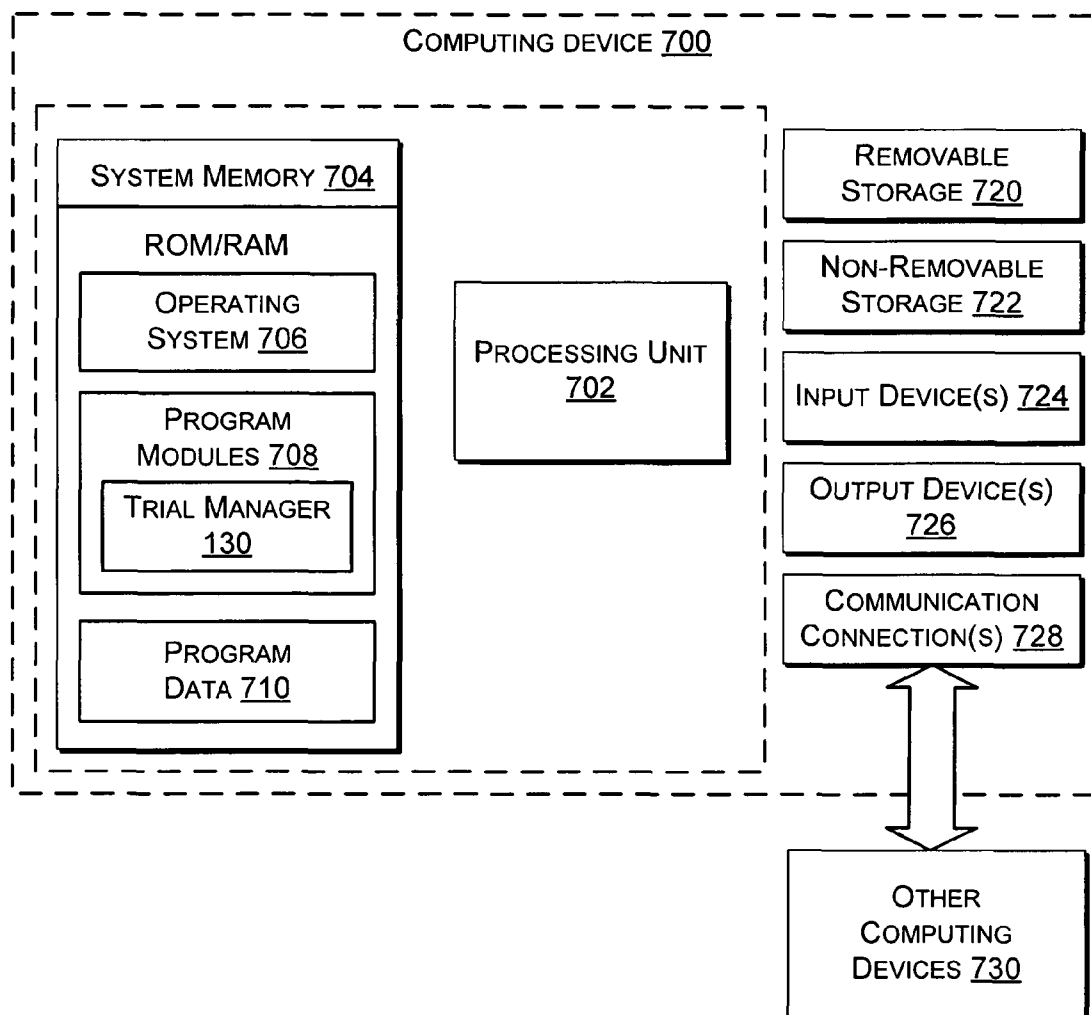 COMPUTING DEVICE 700
SYSTEM MEMORY 704
ROM/RAM
OPERATING
SYSTEM 706
PROGRAM
MODULES 708
TRIAL MANAGER
130
PROGRAM
DATA 710
PROCESSING UNIT
702
REMOVABLE
STORAGE 720
NON-REMOVABLE
STORAGE 722
INPUT DEVICE(S) 724
OUTPUT DEVICE(S)
726
COMMUNICATION
CONNECTION(S) 728
OTHER
COMPUTING
DEVICES 730